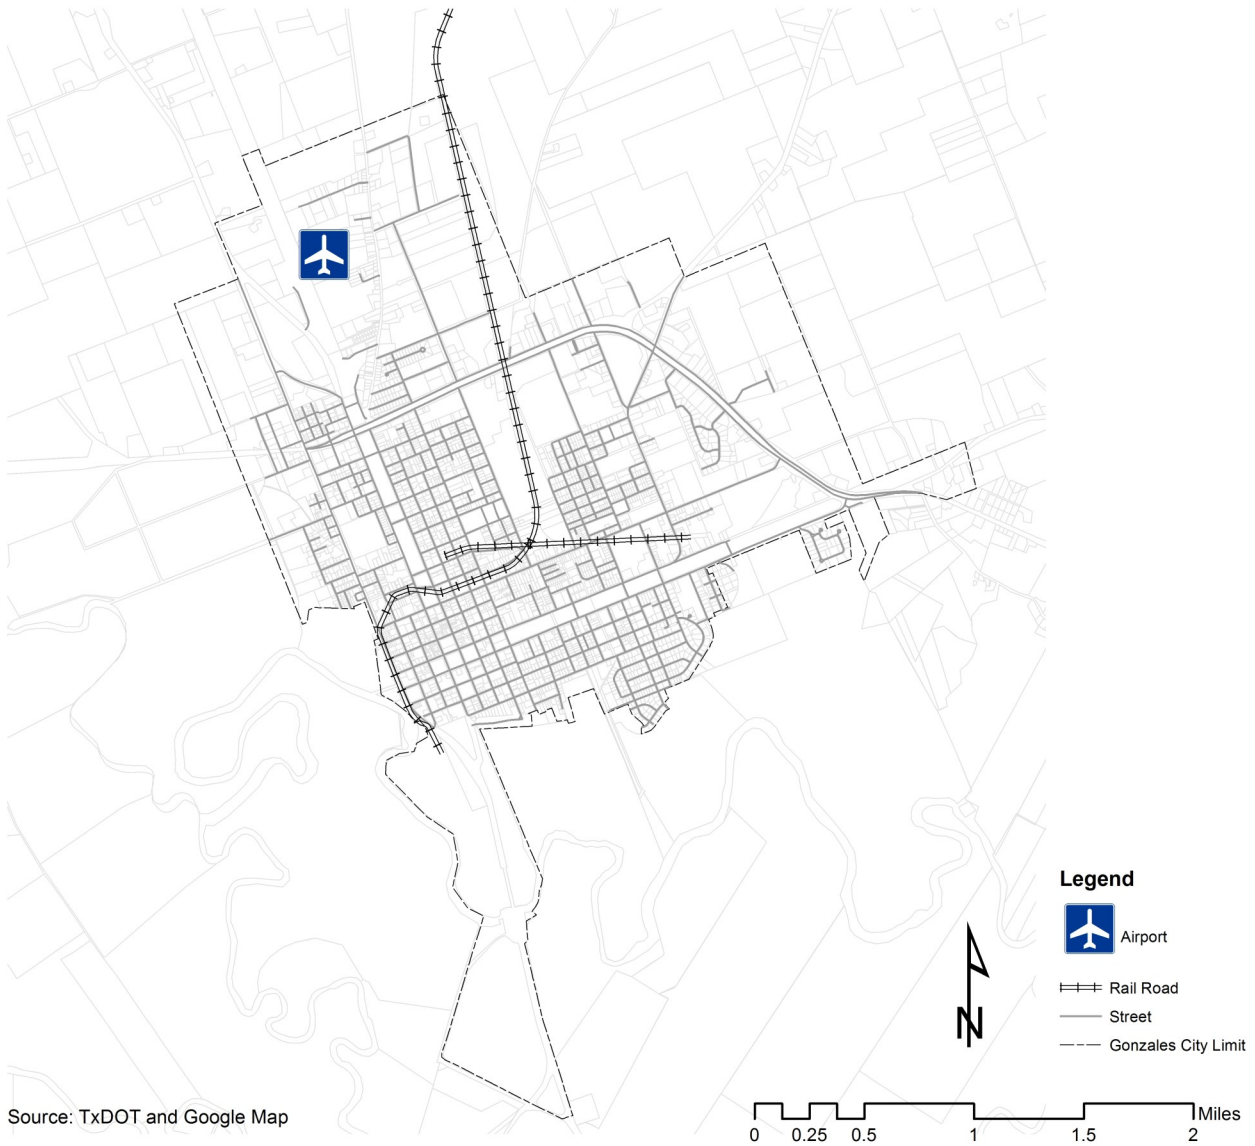 Legend
Airport
Rail Road
Street
Gonzales City Limit
N
Source: TxDOT and Google Map
Miles
0 0.25 0.5 1 1.5 2